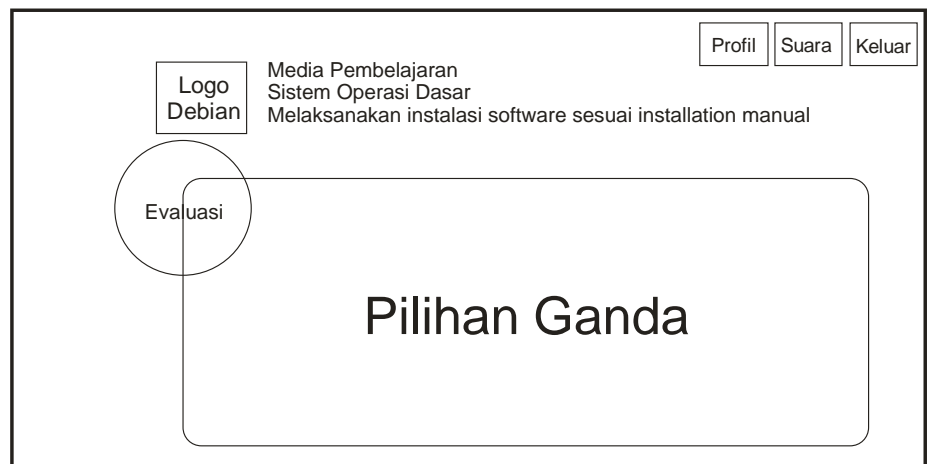 Profil
Suara
Keluar
Logo
Debian
Media Pembelajaran
Sistem Operasi Dasar
Melaksanakan instalasi software sesuai installation manual
Evaluasi
Pilihan Ganda